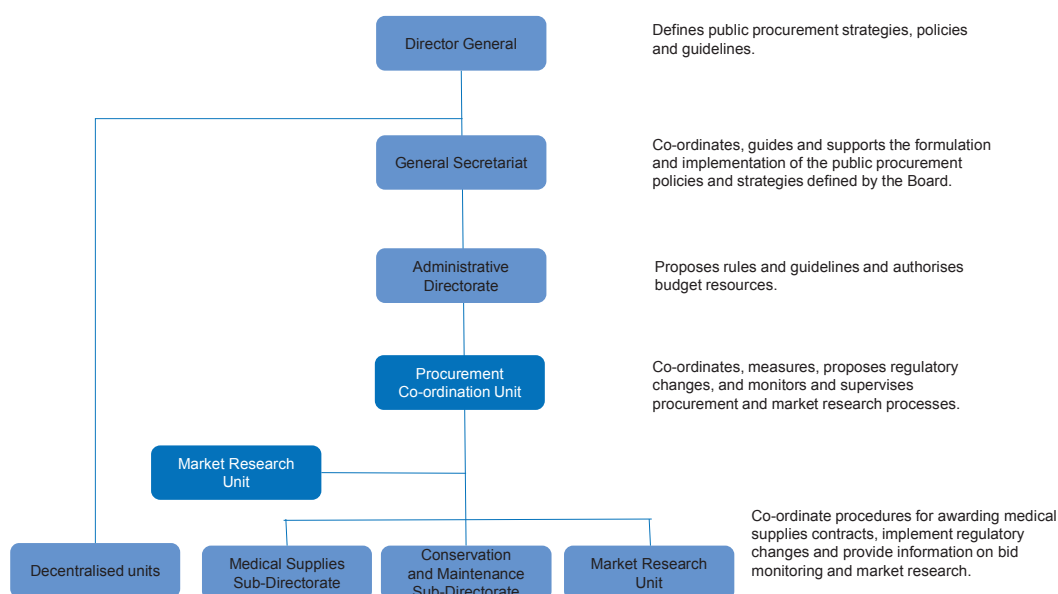 Director General
Defines public procurement strategies, policies
and guidelines.
General Secretariat
Co-ordinates, guides and supports the formulation
and implementation of the public procurement
policies and strategies defined by the Board.
Administrative
Directorate
Proposes rules and guidelines and authorises
budget resources.
Procurement
Co-ordination Unit
Co-ordinates, measures, proposes regulatory
changes, and monitors and supervises
procurement and market research processes.
Market Research
Unit
Co-ordinate procedures for awarding medical
supplies contracts, implement regulatory
changes and provide information on bid
monitoring and market research.
Decentralised units
Medical Supplies
Sub-Directorate
Conservation
and Maintenance
Sub-Directorate
Market Research
Unit